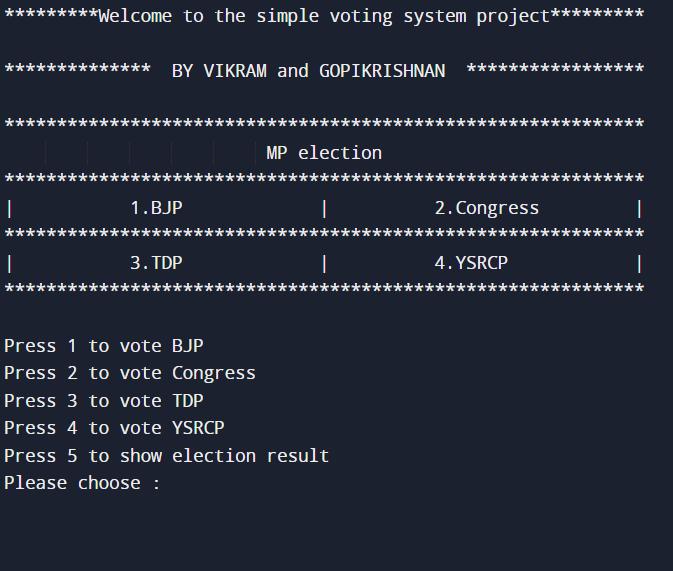 *********Welcome to the simple voting system project*********
************** BY VIKRAM and GOPIKRISHNAN *****************
*************************************************************
MP election
*************************************************************
| 1.BJP | 2.Congress |
*************************************************************
| 3.TDP | 4.YSRCP |
*************************************************************
Press 1 to vote BJP
Press 2 to vote Congress
Press 3 to vote TDP
Press 4 to vote YSRCP
Press 5 to show election result
Please choose :